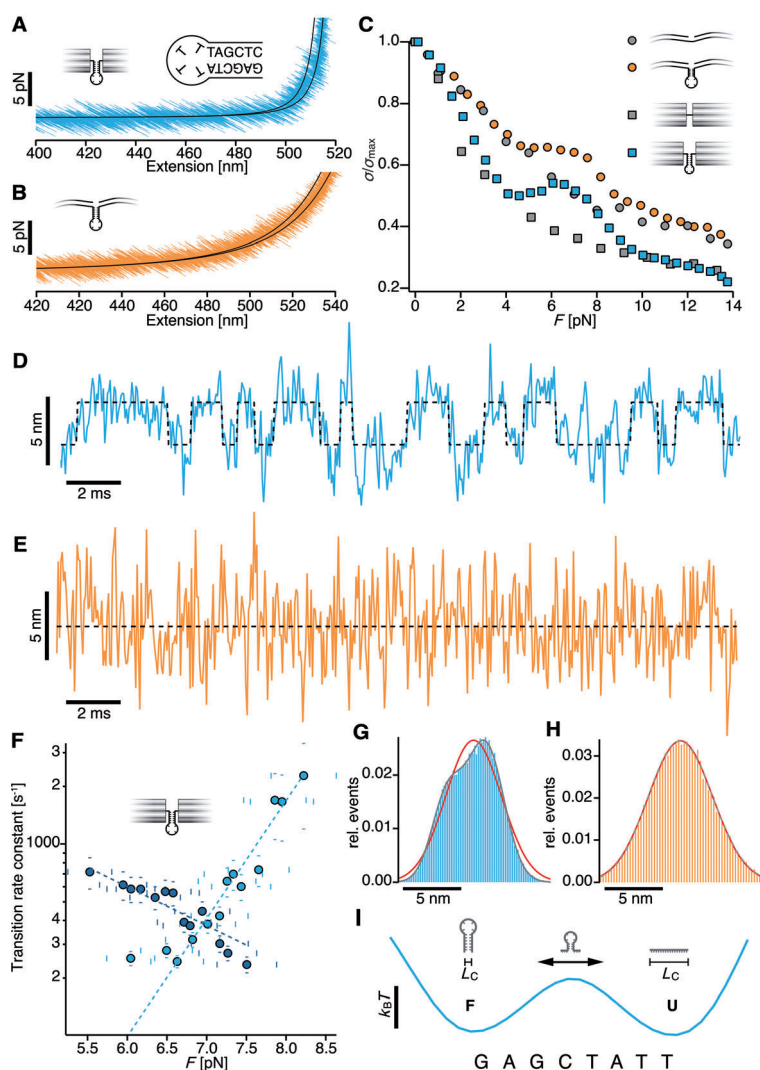 A
TAGCTC
GAGCTA
5 pN
400 420 440 460 480 500 520
Extension [nm]
B
5 pN
420 440 460 480 500 520 540
Extension [nm]
C
σ/σmax
1.0
0.8
0.6
0.4
0.2
0 2 4 6 8 10 12 14
F [pN]
D
5 nm
2 ms
E
5 nm
2 ms
F
Transition rate constant [s⁻¹]
3
2
1000
4
3
2
5.5 6.0 6.5 7.0 7.5 8.0 8.5
F [pN]
G
rel. events
0.02
0.01
0.00
5 nm
H
rel. events
0.03
0.02
0.01
0.00
5 nm
I
LC LC
F U
kBT
G A G C T A T T